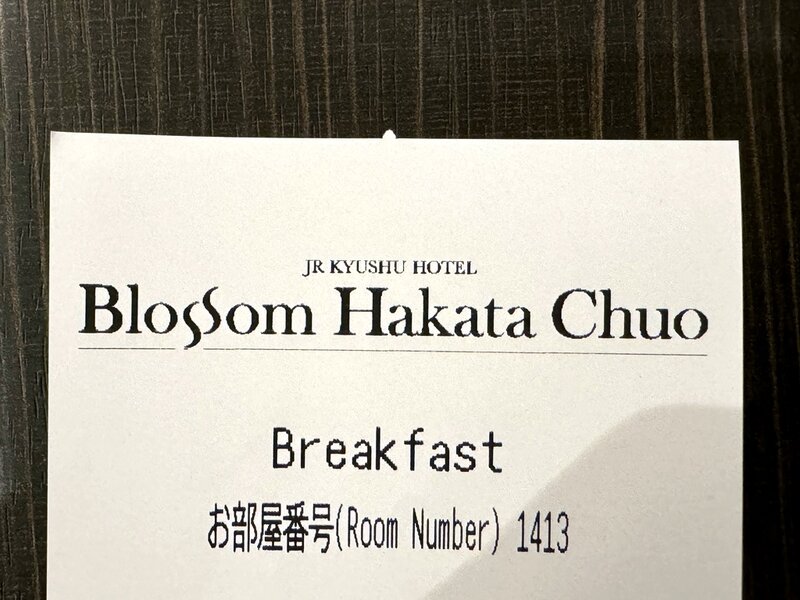 JR KYUSHU HOTEL
Blossom Hakata Chuo
Breakfast
お部屋番号(Room Number) 1413